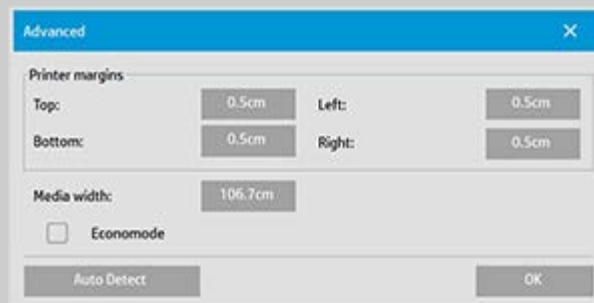 Advanced
Printer margins
Top: 0.5cm Left: 0.5cm
Bottom: 0.5cm Right: 0.5cm
Media width: 106.7cm
Economode
Auto Detect OK